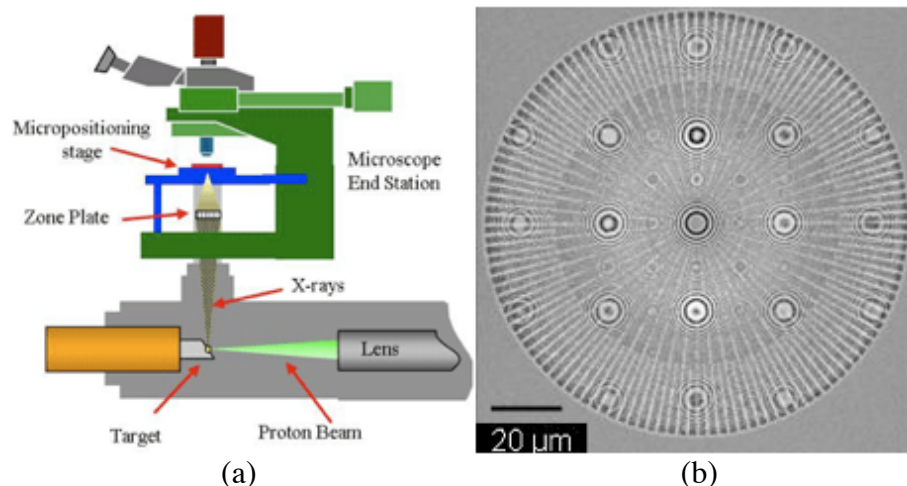 Micropositioning
stage
Zone Plate
Microscope
End Station
X-rays
Lens
Target
Proton Beam
20 μm
(a)
(b)